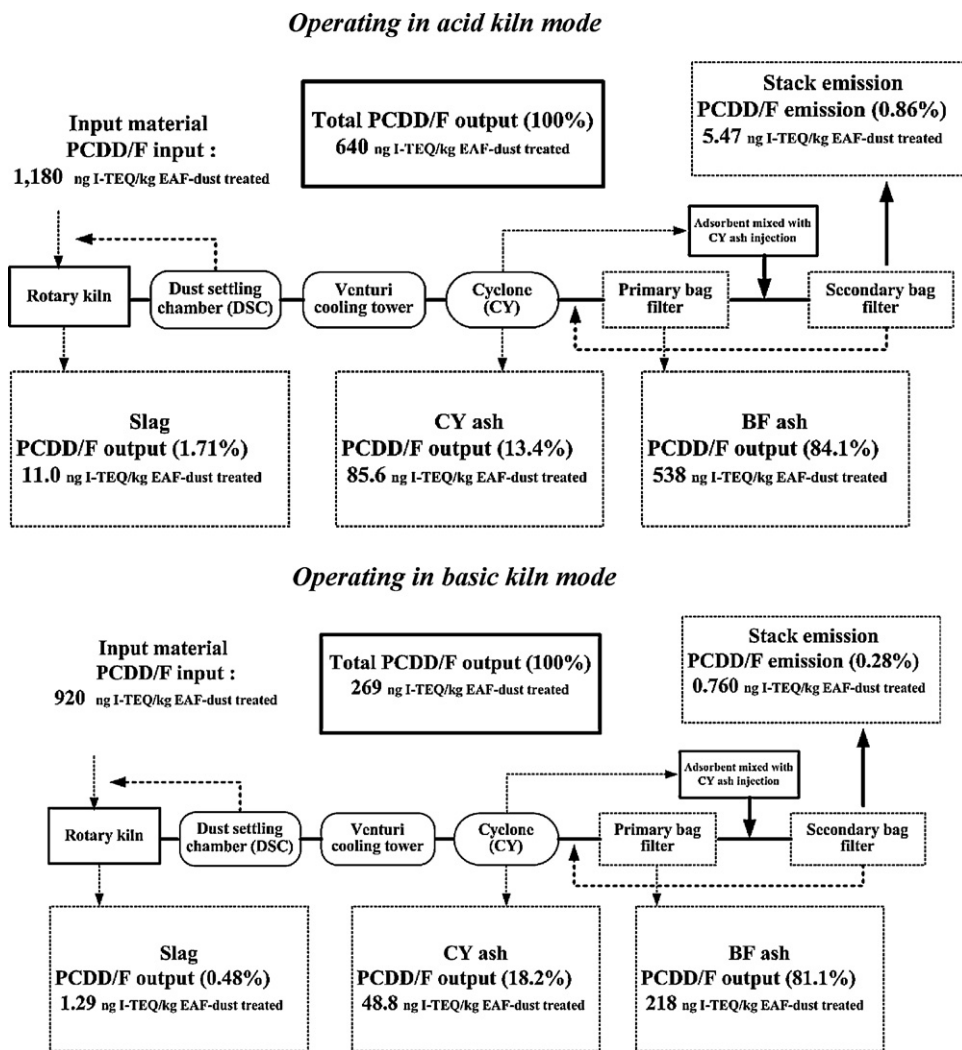 Operating in acid kiln mode
Input material
PCDD/F input :
1,180 ng I-TEQ/kg EAF-dust treated
Total PCDD/F output (100%)
640 ng I-TEQ/kg EAF-dust treated
Stack emission
PCDD/F emission (0.86%)
5.47 ng I-TEQ/kg EAF-dust treated
Adsorbent mixed with
CY ash injection
Rotary kiln
Dust settling
chamber (DSC)
Venturi
cooling tower
Cyclone
(CY)
Primary bag
filter
Secondary bag
filter
Slag
PCDD/F output (1.71%)
11.0 ng I-TEQ/kg EAF-dust treated
CY ash
PCDD/F output (13.4%)
85.6 ng I-TEQ/kg EAF-dust treated
BF ash
PCDD/F output (84.1%)
538 ng I-TEQ/kg EAF-dust treated
Operating in basic kiln mode
Input material
PCDD/F input :
920 ng I-TEQ/kg EAF-dust treated
Total PCDD/F output (100%)
269 ng I-TEQ/kg EAF-dust treated
Stack emission
PCDD/F emission (0.28%)
0.760 ng I-TEQ/kg EAF-dust treated
Adsorbent mixed with
CY ash injection
Rotary kiln
Dust settling
chamber (DSC)
Venturi
cooling tower
Cyclone
(CY)
Primary bag
filter
Secondary bag
filter
Slag
PCDD/F output (0.48%)
1.29 ng I-TEQ/kg EAF-dust treated
CY ash
PCDD/F output (18.2%)
48.8 ng I-TEQ/kg EAF-dust treated
BF ash
PCDD/F output (81.1%)
218 ng I-TEQ/kg EAF-dust treated